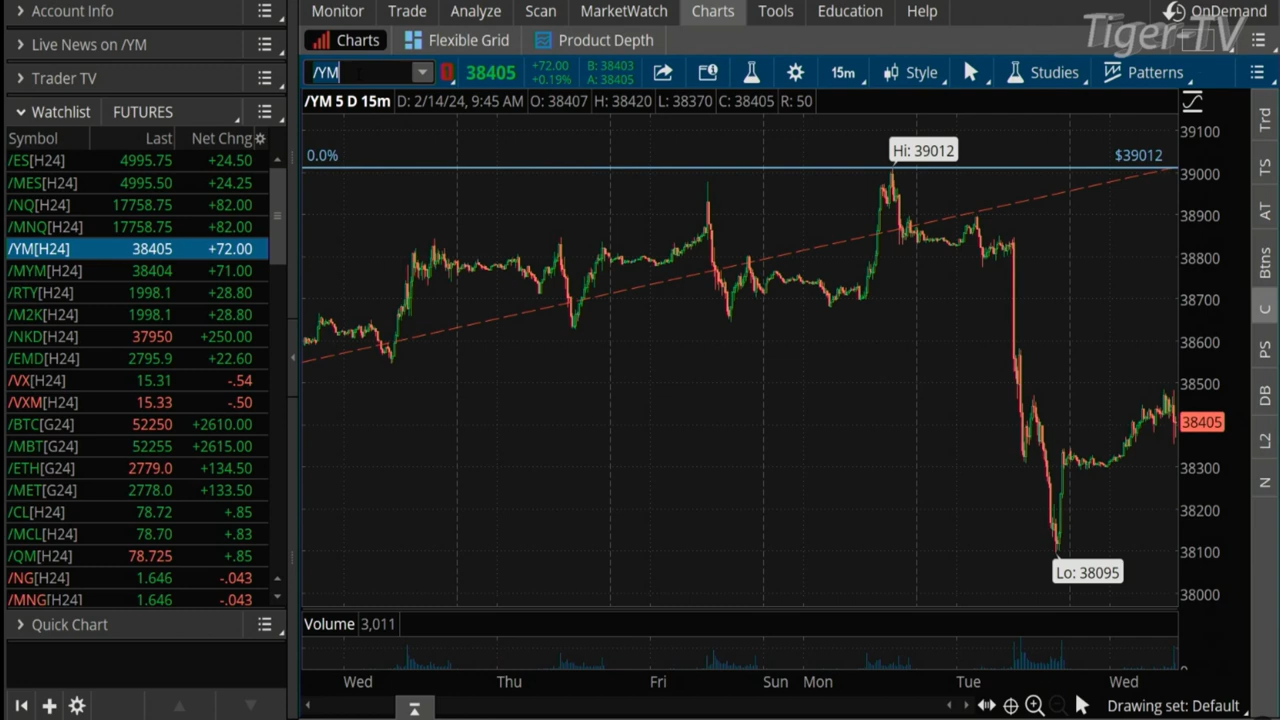 Account Info
Live News on /YM
Trader TV
Watchlist FUTURES
Symbol Last Net Chng
/ES[H24] 4995.75 +24.50
/MES[H24] 4995.50 +24.25
/NQ[H24] 17758.75 +82.00
/MNQ[H24] 17758.75 +82.00
/YM[H24] 38405 +72.00
/MYM[H24] 38404 +71.00
/RTY[H24] 1998.1 +28.80
/M2K[H24] 1998.1 +28.80
/NKD[H24] 37950 +250.00
/EMD[H24] 2795.9 +22.60
/VX[H24] 15.31 -.54
/VXM[H24] 15.33 -.50
/BTC[G24] 52250 +2610.00
/MBT[G24] 52255 +2615.00
/ETH[G24] 2779.0 +134.50
/MET[G24] 2778.0 +133.50
/CL[H24] 78.72 +.85
/MCL[H24] 78.70 +.83
/QM[H24] 78.725 +.85
/NG[H24] 1.646 -.043
/MNG[H24] 1.646 -.043
Quick Chart
Monitor Trade Analyze Scan MarketWatch Charts Tools Education Help
OnDemand
Tiger-TV
Charts Flexible Grid Product Depth
/YM 38405 +72.00 +0.19% B: 38403 A: 38405 15m Style Studies Patterns
/YM 5 D 15m D: 2/14/24, 9:45 AM O: 38407 H: 38420 L: 38370 C: 38405 R: 50
39100
Hi: 39012
0.0% $39012
39000
38900
38800
38700
38600
38500
38405
38300
38200
38100
Lo: 38095
38000
Volume 3,011
0
Wed Thu Fri Sun Mon Tue Wed
Drawing set: Default
Trd
TS
AT
Btns
C
PS
DB
L2
N